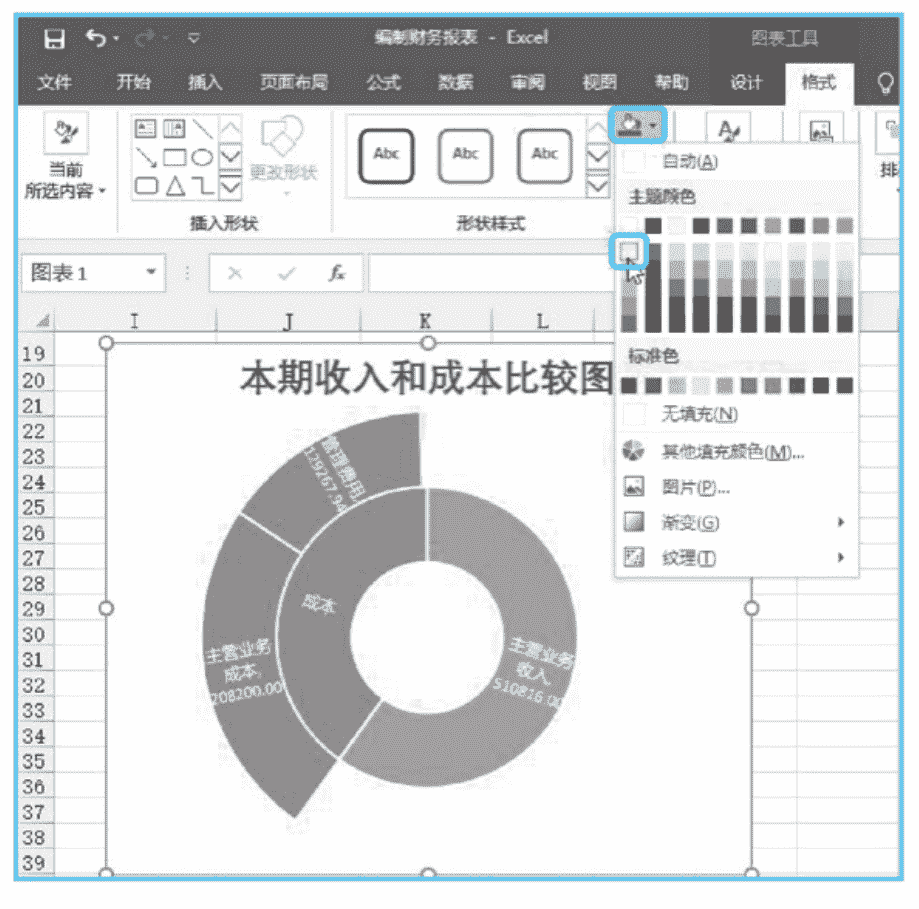 编制财务报表 - Excel 图表工具
文件 开始 插入 页面布局 公式 数据 审阅 视图 帮助 设计 格式
当前
所选内容
更改形状
插入形状
Abc Abc Abc
形状样式
排
自动(A)
主题颜色
标准色
无填充(N)
其他填充颜色(M)...
图片(P)...
渐变(G)
纹理(T)
图表 1 fx
I J K L
19
20
21
22
23
24
25
26
27
28
29
30
31
32
33
34
35
36
37
38
39
本期收入和成本比较图
管理费用,
129267.94
成本
主营业务
成本,
208200.00
主营业务
收入,
510816.00